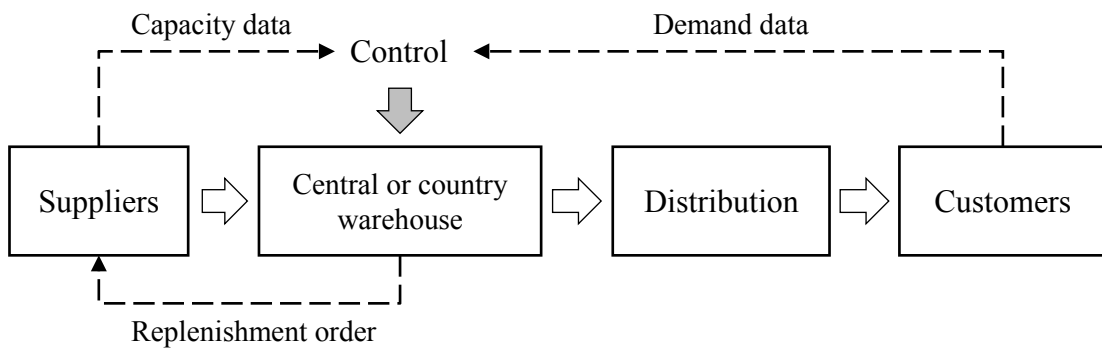 Capacity data
Demand data
Control
Suppliers
Central or country
warehouse
Distribution
Customers
Replenishment order